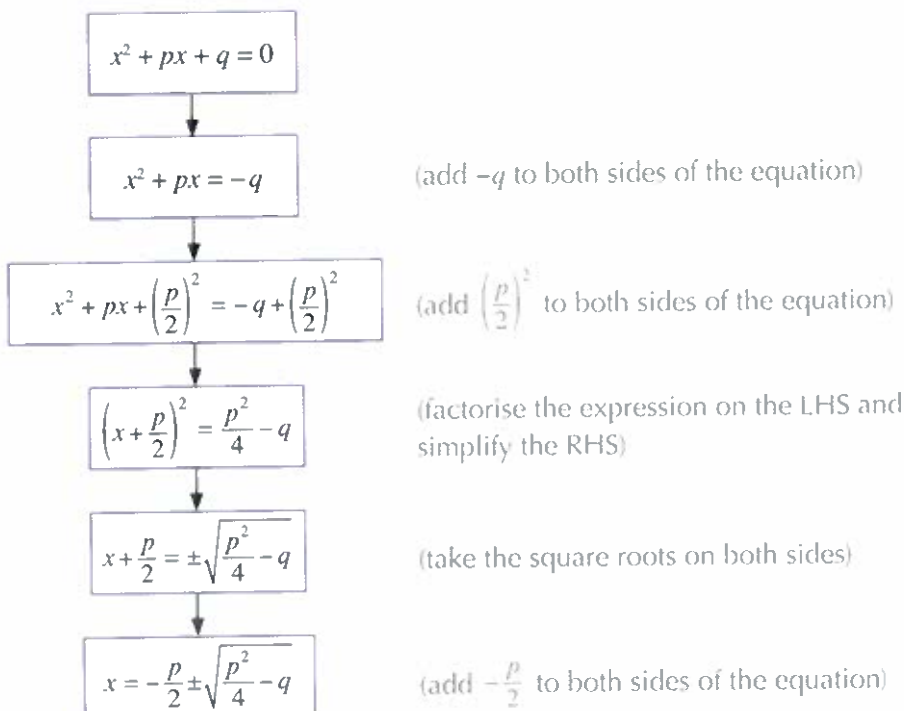 x² + px + q = 0
x² + px = −q (add −q to both sides of the equation)
x² + px + (p/2)² = −q + (p/2)² (add (p/2)² to both sides of the equation)
(x + p/2)² = p²/4 − q (factorise the expression on the LHS and
simplify the RHS)
x + p/2 = ±√(p²/4 − q) (take the square roots on both sides)
x = −p/2 ± √(p²/4 − q) (add −p/2 to both sides of the equation)